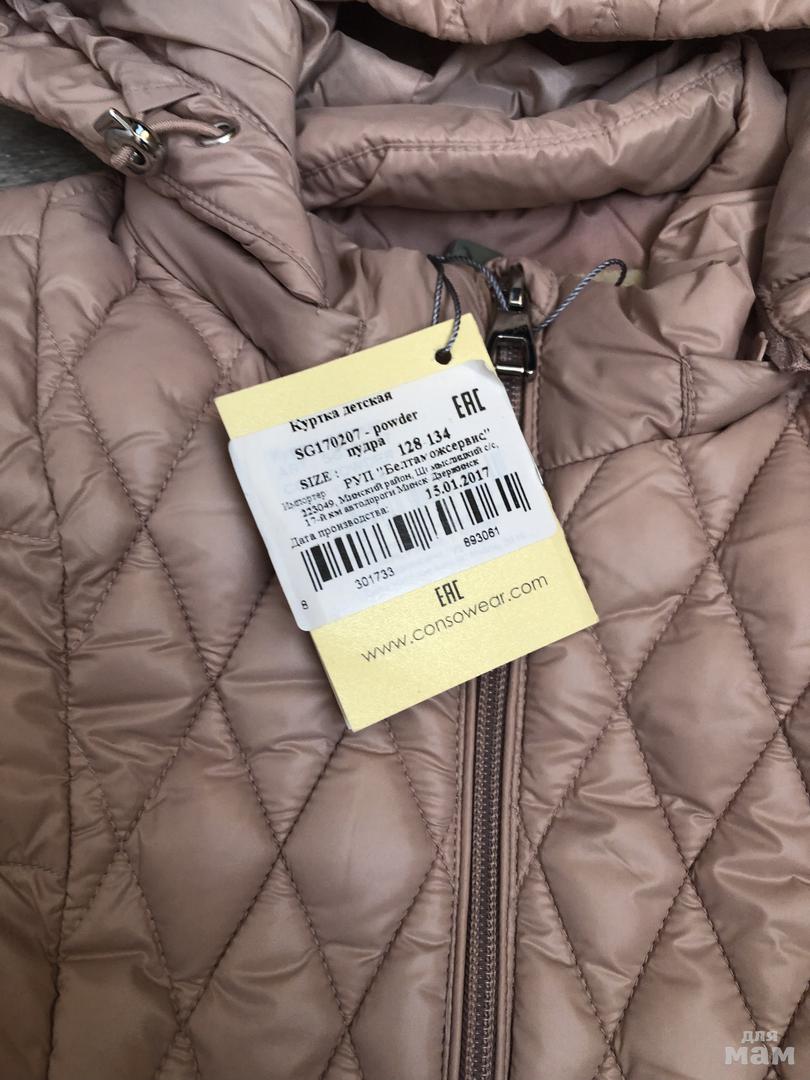 Куртка детская
SG170207 - powder
пудра
EAC
SIZE : 128 134
Импортер РУП "Белтаможсервис"
223049, Минский район, Щомыслицкий с/с,
17-й км автодороги Минск-Дзержинск
Дата производства: 15.01.2017
8 301733 893061
EAC
www.consowear.com
для
мам